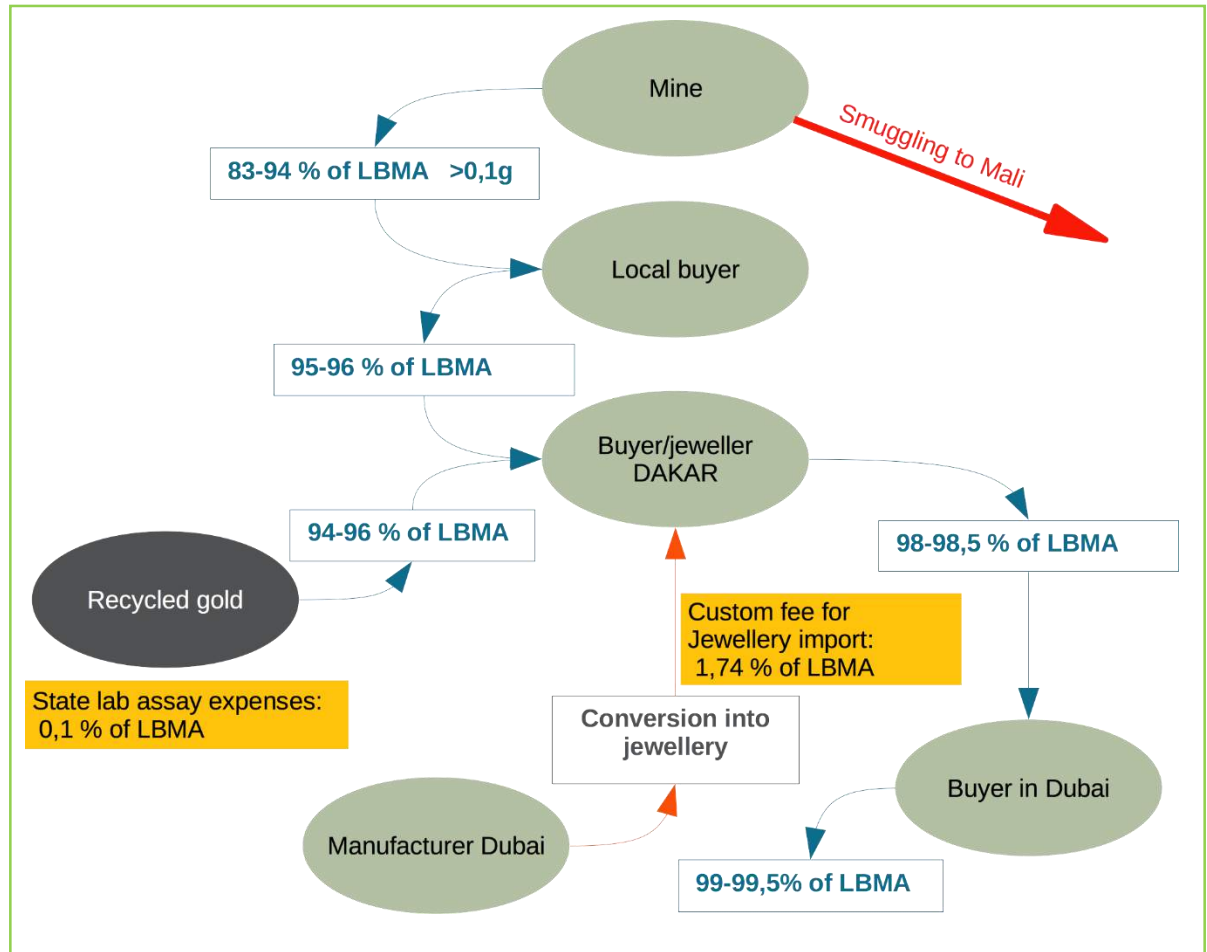 Mine
Smuggling to Mali
83-94 % of LBMA >0,1g
Local buyer
95-96 % of LBMA
Buyer/jeweller
DAKAR
94-96 % of LBMA
98-98,5 % of LBMA
Recycled gold
Custom fee for
Jewellery import:
1,74 % of LBMA
State lab assay expenses:
0,1 % of LBMA
Conversion into
jewellery
Buyer in Dubai
Manufacturer Dubai
99-99,5% of LBMA